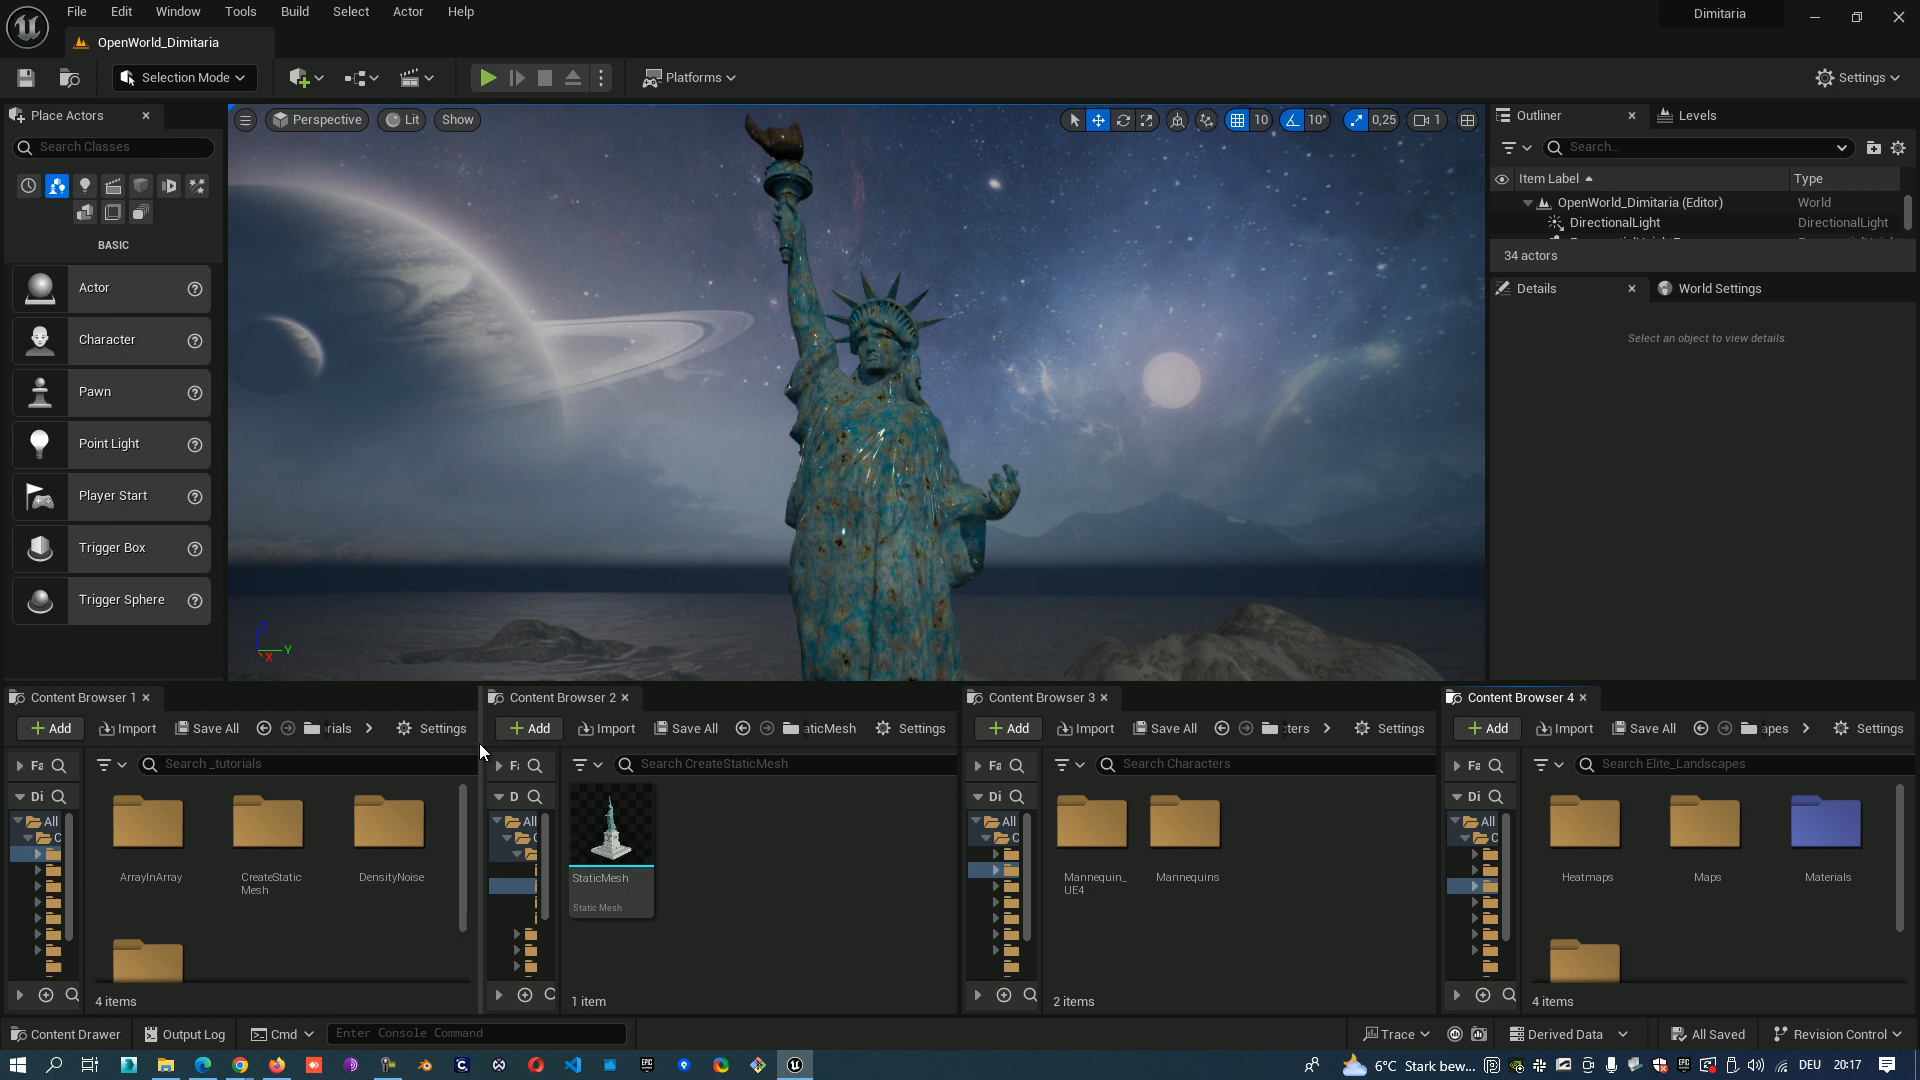 File Edit Window Tools Build Select Actor Help
Dimitaria
OpenWorld_Dimitaria
Selection Mode
Platforms
Settings
Place Actors
Search Classes
BASIC
Actor
Character
Pawn
Point Light
Player Start
Trigger Box
Trigger Sphere
Perspective Lit Show
10 10° 0,25 1
Z
Y
X
Outliner Levels
Search...
Item Label Type
OpenWorld_Dimitaria (Editor) World
DirectionalLight DirectionalLight
34 actors
Details World Settings
Select an object to view details.
Content Browser 1
Add Import Save All rials Settings
Fa Search _tutorials
Di
All
C
ArrayInArray
CreateStatic
Mesh
DensityNoise
4 items
Content Browser 2
Add Import Save All aticMesh Settings
Search CreateStaticMesh
D
All
StaticMesh
Static Mesh
1 item
Content Browser 3
Add Import Save All ters Settings
Fa Search Characters
Di
All
C
Mannequin_
UE4
Mannequins
2 items
Content Browser 4
Add Import Save All apes Settings
Fa Search Elite_Landscapes
Di
All
C
Heatmaps
Maps
Materials
4 items
Content Drawer Output Log Cmd Enter Console Command
Trace Derived Data All Saved Revision Control
6°C Stark bew... DEU 20:17